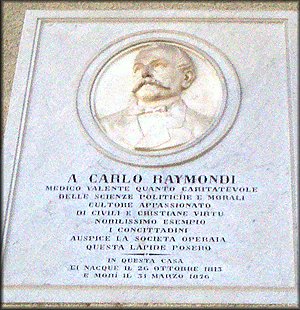 A CARLO RAYMONDI
MEDICO VALENTE QUANTO CARITATEVOLE
DELLE SCIENZE POLITICHE E MORALI
CULTORE APPASSIONATO
DI CIVILI E CRISTIANE VIRTU
NOBILISSIMO ESEMPIO
I CONCITTADINI
AUSPICE LA SOCIETA OPERAIA
QUESTA LAPIDE POSERO
IN QUESTA CASA
EI NACQUE IL 26 OTTOBRE 1813
E MORÌ IL 31 MARZO 1876